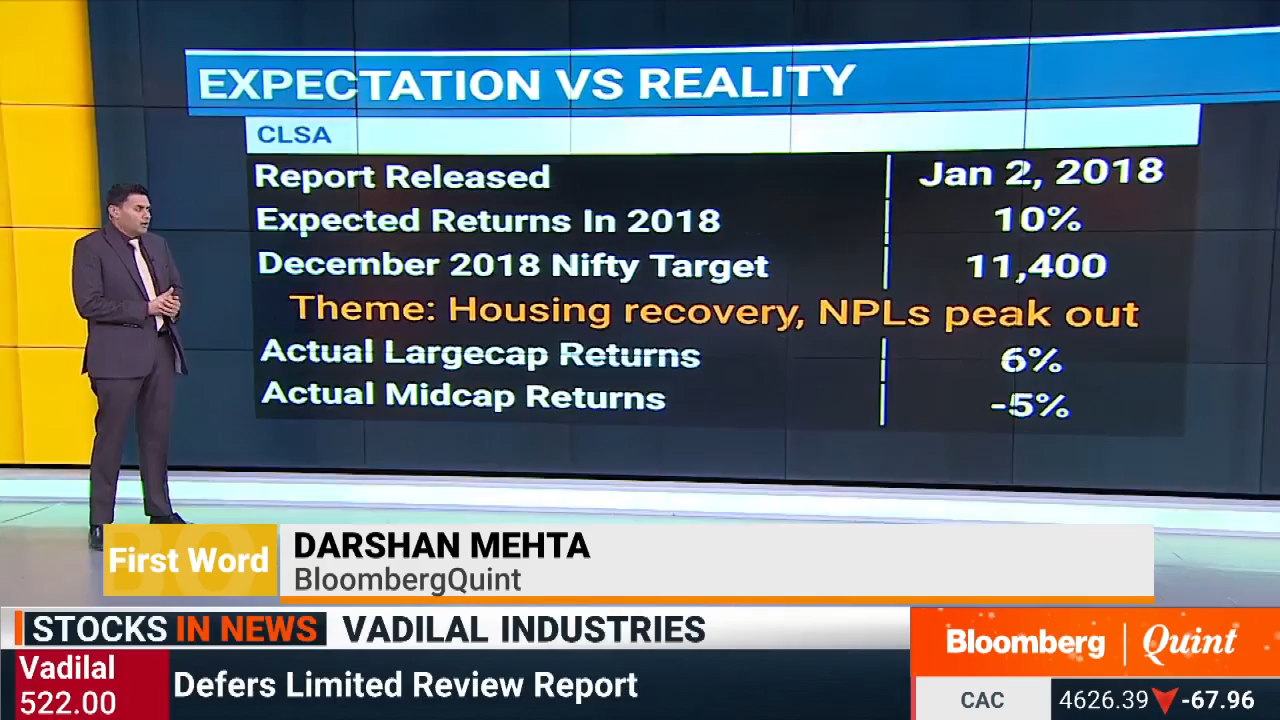 EXPECTATION VS REALITY
CLSA
Report Released Jan 2, 2018
Expected Returns In 2018 10%
December 2018 Nifty Target 11,400
Theme: Housing recovery, NPLs peak out
Actual Largecap Returns 6%
Actual Midcap Returns -5%
First Word
DARSHAN MEHTA
BloombergQuint
STOCKS IN NEWS VADILAL INDUSTRIES
Vadilal
522.00
Defers Limited Review Report
Bloomberg | Quint
CAC 4626.39 -67.96